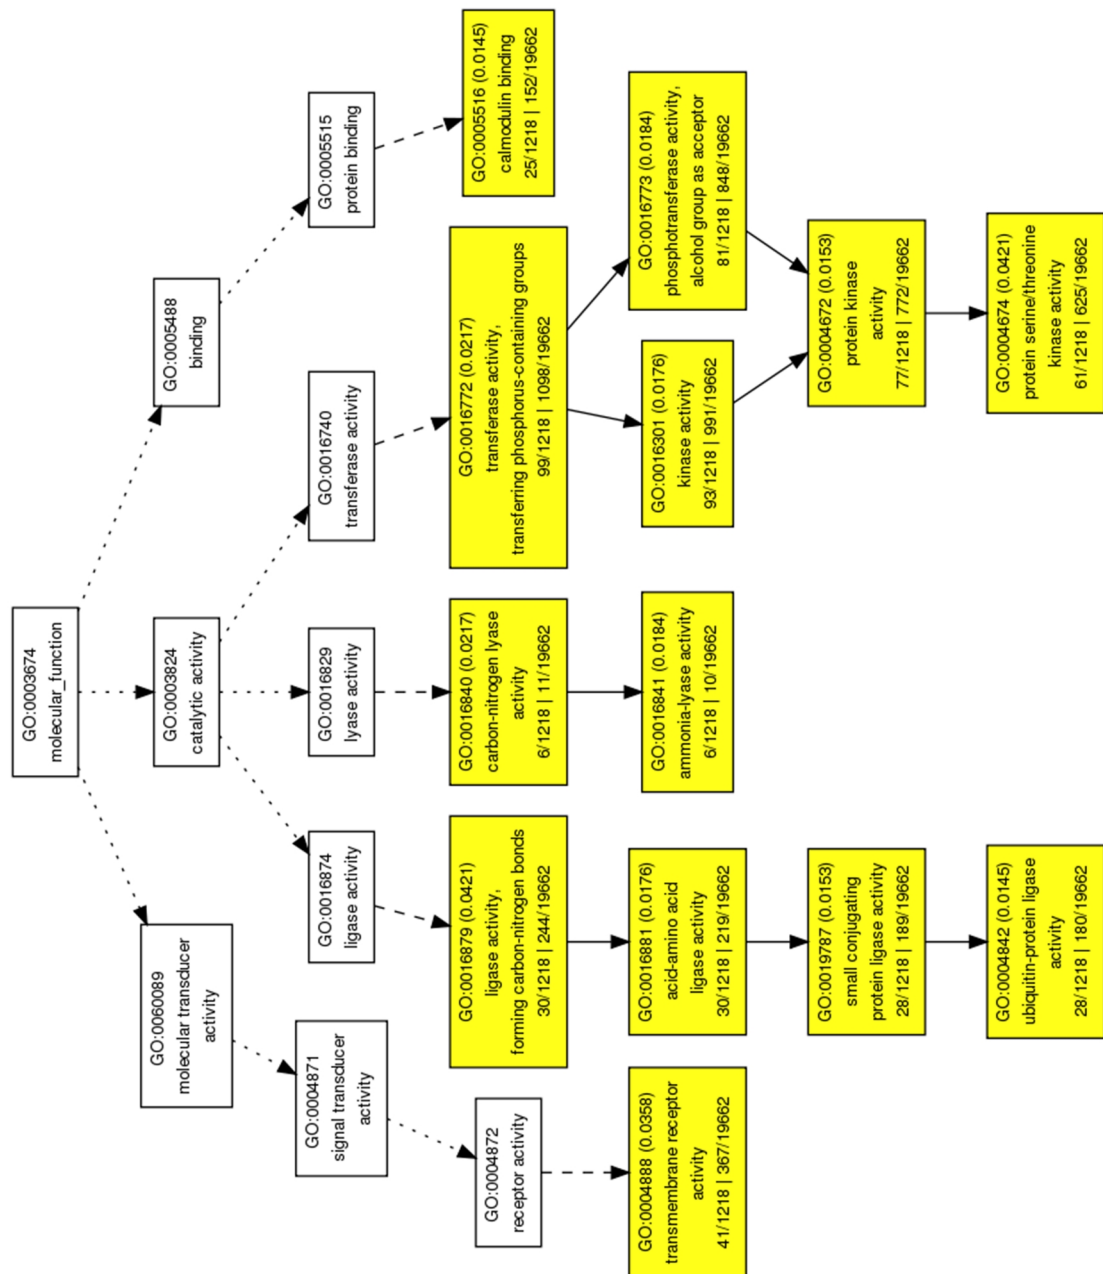 GO:0003674
molecular_function
GO:0060089
molecular transducer
activity
GO:0003824
catalytic activity
GO:0005488
binding
GO:0004871
signal transducer
activity
GO:0016874
ligase activity
GO:0016829
lyase activity
GO:0016740
transferase activity
GO:0005515
protein binding
GO:0004872
receptor activity
GO:0016879 (0.0421)
ligase activity,
forming carbon-nitrogen bonds
30/1218 | 244/19662
GO:0016840 (0.0217)
carbon-nitrogen lyase
activity
6/1218 | 11/19662
GO:0016772 (0.0217)
transferase activity,
transferring phosphorus-containing groups
99/1218 | 1098/19662
GO:0005516 (0.0145)
calmodulin binding
25/1218 | 152/19662
GO:0004888 (0.0358)
transmembrane receptor
activity
41/1218 | 367/19662
GO:0016881 (0.0176)
acid-amino acid
ligase activity
30/1218 | 219/19662
GO:0016841 (0.0184)
ammonia-lyase activity
6/1218 | 10/19662
GO:0016301 (0.0176)
kinase activity
93/1218 | 991/19662
GO:0016773 (0.0184)
phosphotransferase activity,
alcohol group as acceptor
81/1218 | 848/19662
GO:0019787 (0.0153)
small conjugating
protein ligase activity
28/1218 | 189/19662
GO:0004672 (0.0153)
protein kinase
activity
77/1218 | 772/19662
GO:0004842 (0.0145)
ubiquitin-protein ligase
activity
28/1218 | 180/19662
GO:0004674 (0.0421)
protein serine/threonine
kinase activity
61/1218 | 625/19662